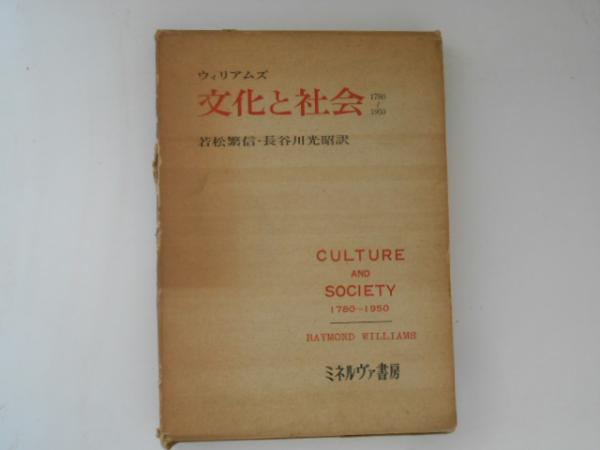 ウィリアムズ
文化と社会 1780/1950
若松繁信・長谷川光昭訳
CULTURE
AND
SOCIETY
1780－1950
RAYMOND WILLIAMS
ミネルヴァ書房